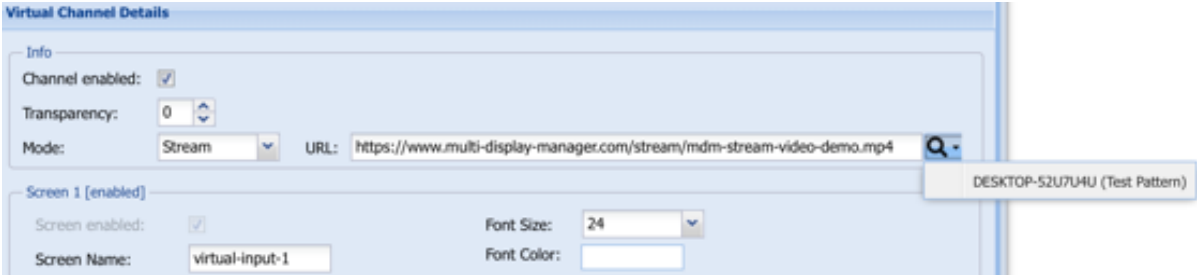 Virtual Channel Details
Info
Channel enabled:
Transparency: 0
Mode: Stream URL: https://www.multi-display-manager.com/stream/mdm-stream-video-demo.mp4
DESKTOP-52U7U4U (Test Pattern)
Screen 1 [enabled]
Screen enabled: Font Size: 24
Screen Name: virtual-input-1 Font Color: